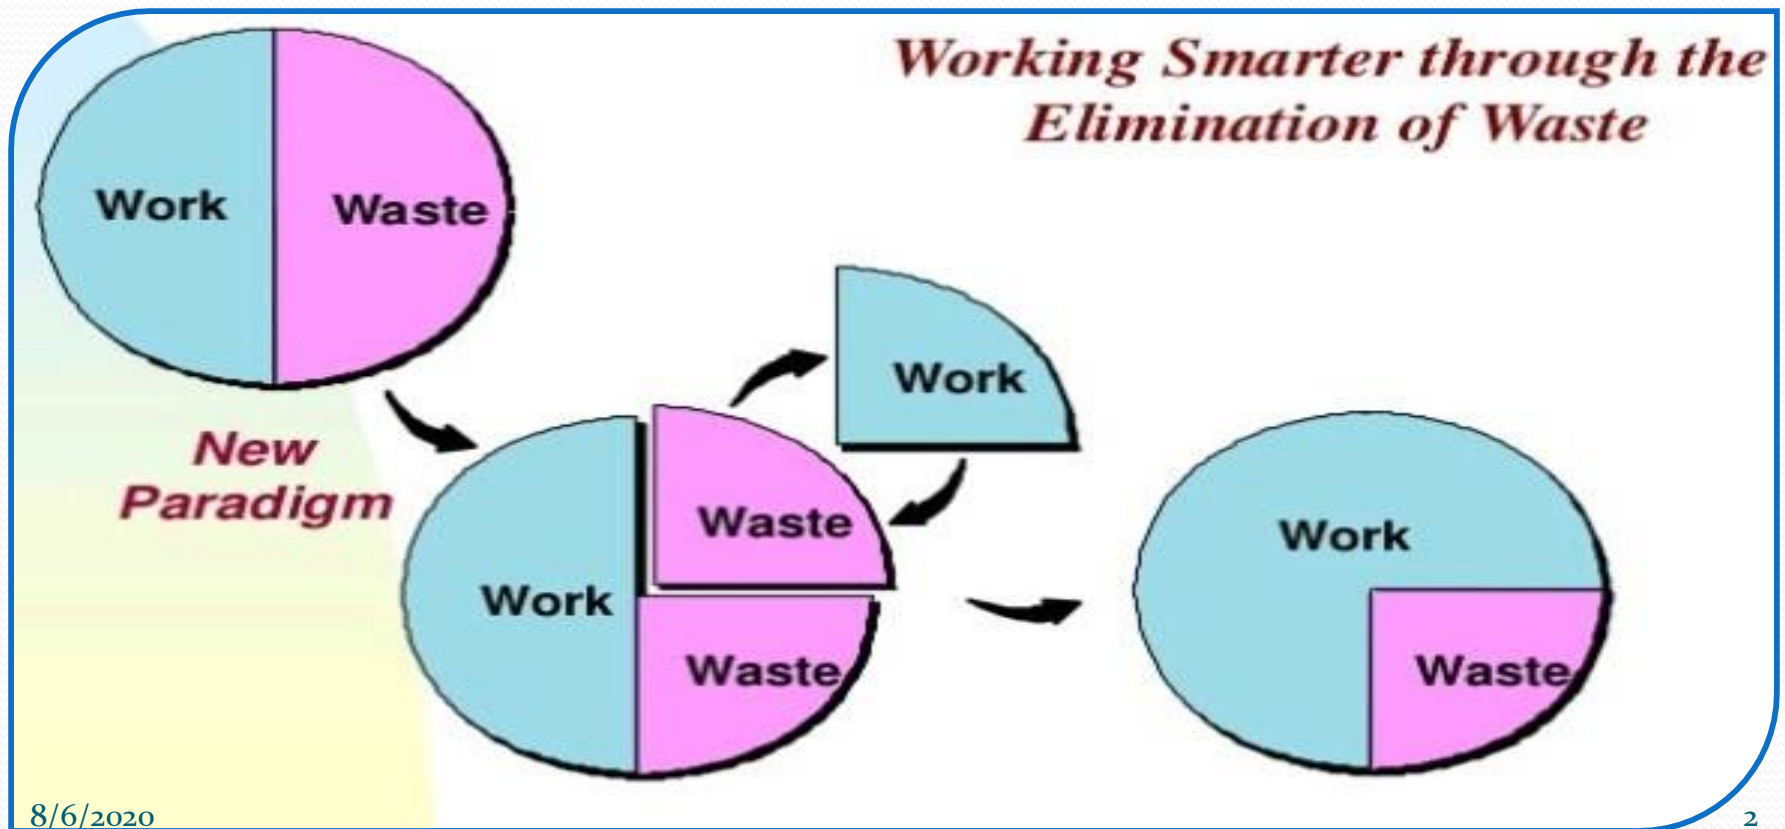 Working Smarter through the
Elimination of Waste
Work
Waste
New
Paradigm
Work
Waste
Work
Waste
Work
Waste
8/6/2020
2